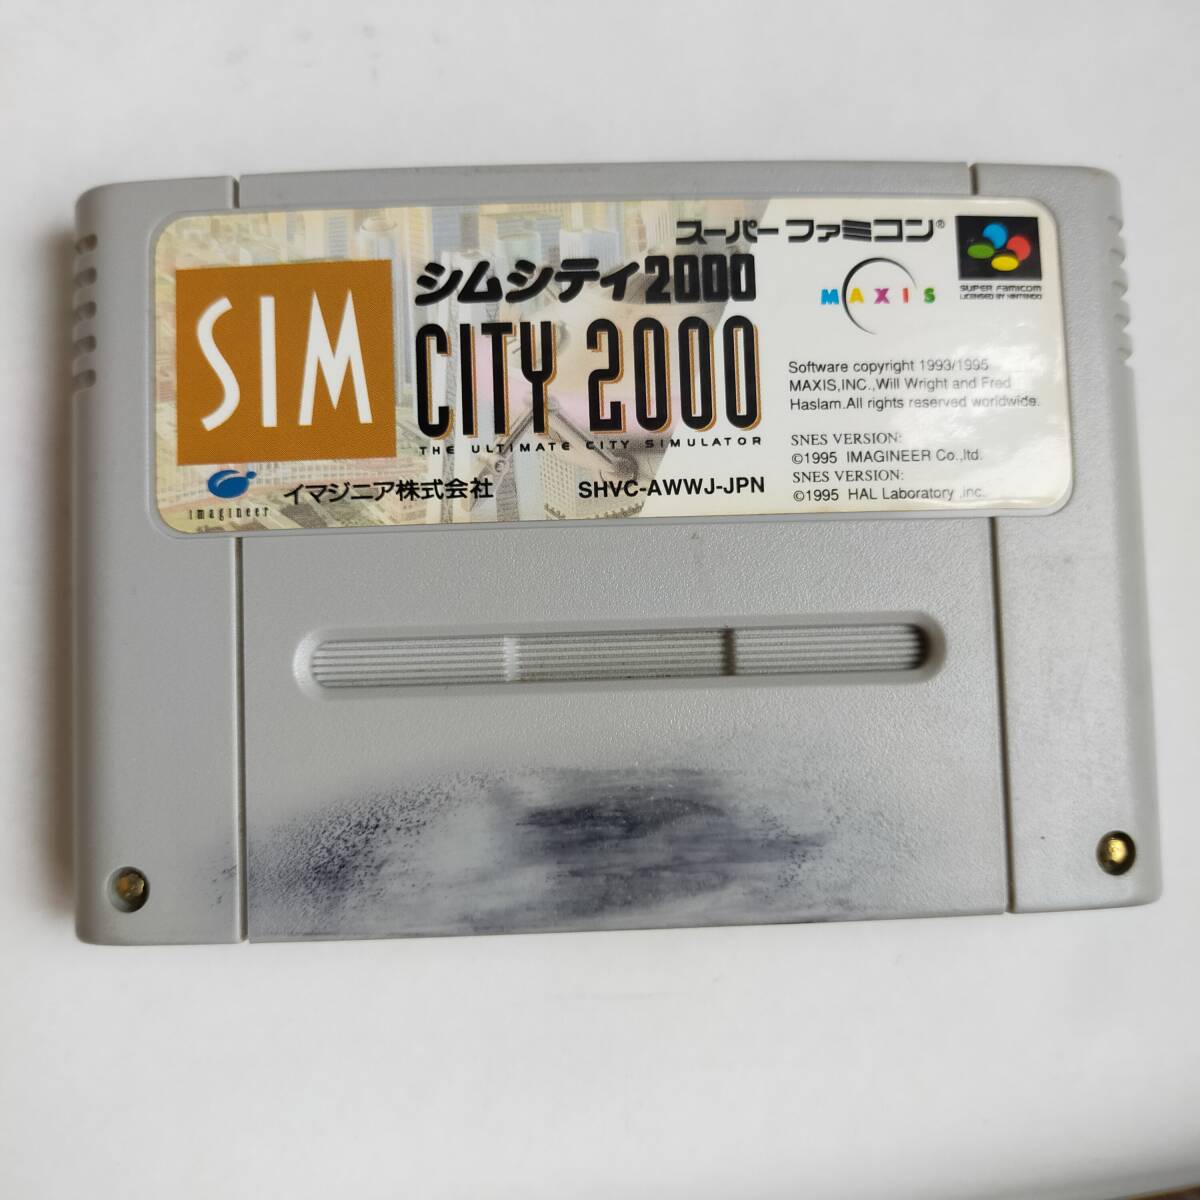 スーパーファミコン®
SUPER Famicom
LICENSED BY NINTENDO
MAXIS
SIM
シムシティ2000
CITY 2000
THE ULTIMATE CITY SIMULATOR
imagineer
イマジニア株式会社
SHVC-AWWJ-JPN
Software copyright 1993/1995
MAXIS,INC.,Will Wright and Fred
Haslam.All rights reserved worldwide.
SNES VERSION:
©1995 IMAGINEER Co.,ltd.
SNES VERSION:
©1995 HAL Laboratory ,inc.